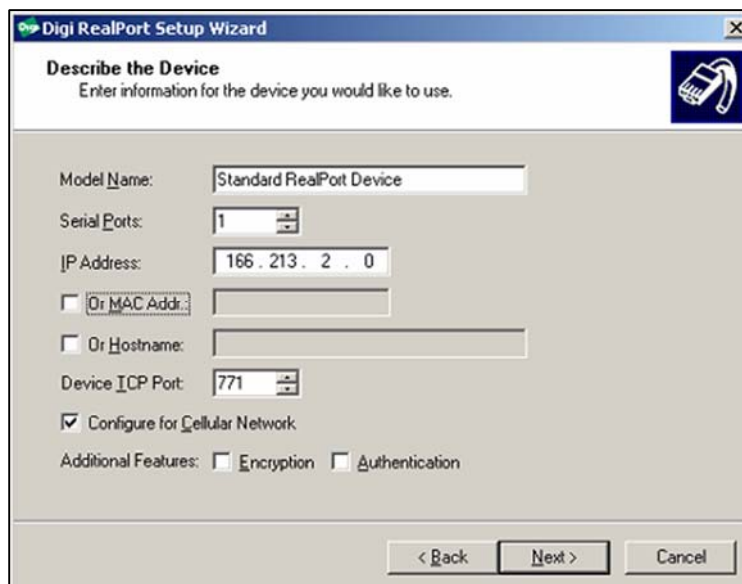 Digi RealPort Setup Wizard
Describe the Device
Enter information for the device you would like to use.
Model Name: Standard RealPort Device
Serial Ports: 1
IP Address: 166 . 213 . 2 . 0
Or MAC Addr.:
Or Hostname:
Device TCP Port: 771
Configure for Cellular Network
Additional Features: Encryption Authentication
< Back Next > Cancel